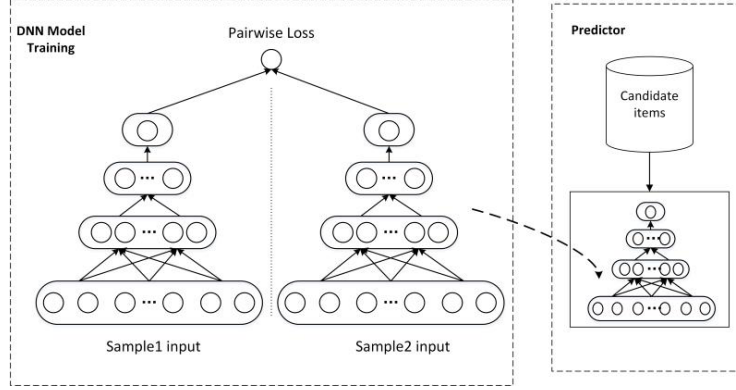 DNN Model
Training
Pairwise Loss
Sample1 input
Sample2 input
Predictor
Candidate
items